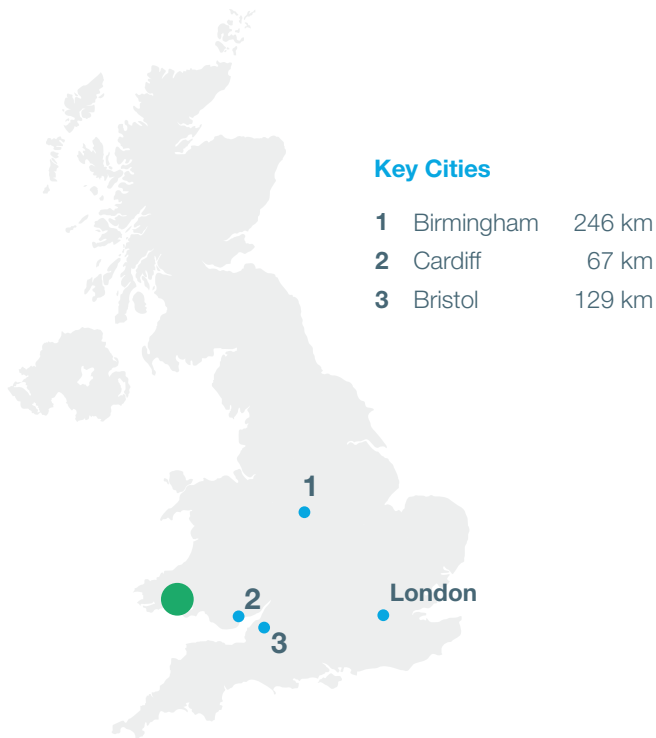 Key Cities
1 Birmingham 246 km
2 Cardiff 67 km
3 Bristol 129 km
1
London
2
3